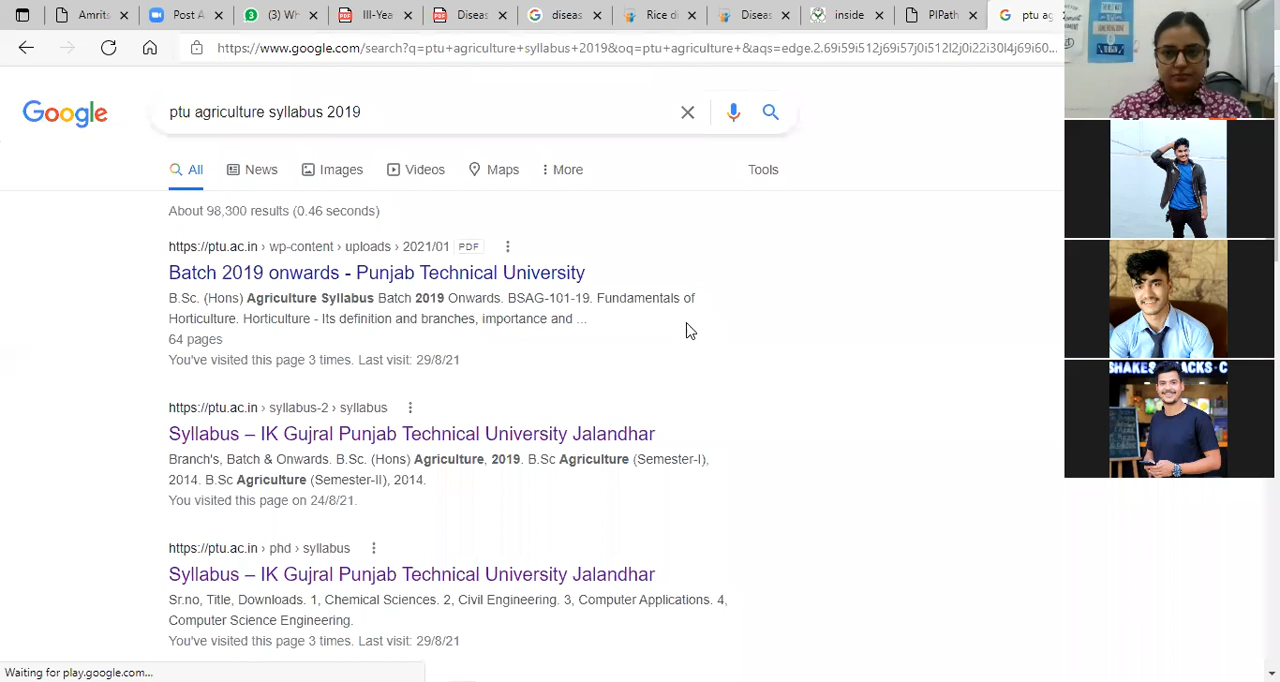 Amrits
Post A
3 (3) Wh
III-Yea
Diseas
diseas
Rice di
Diseas
inside
PlPath
ptu ag
https://www.google.com/search?q=ptu+agriculture+syllabus+2019&oq=ptu+agriculture+&aqs=edge.2.69i59i512j69i57j0i512l2j0i22i30l4j69i60...
Google
ptu agriculture syllabus 2019
All
News
Images
Videos
Maps
More
Tools
About 98,300 results (0.46 seconds)
https://ptu.ac.in › wp-content › uploads › 2021/01 PDF
Batch 2019 onwards - Punjab Technical University
B.Sc. (Hons) Agriculture Syllabus Batch 2019 Onwards. BSAG-101-19. Fundamentals of
Horticulture. Horticulture - Its definition and branches, importance and ...
64 pages
You've visited this page 3 times. Last visit: 29/8/21
https://ptu.ac.in › syllabus-2 › syllabus
Syllabus – IK Gujral Punjab Technical University Jalandhar
Branch's, Batch & Onwards. B.Sc. (Hons) Agriculture, 2019. B.Sc Agriculture (Semester-I),
2014. B.Sc Agriculture (Semester-II), 2014.
You visited this page on 24/8/21.
https://ptu.ac.in › phd › syllabus
Syllabus – IK Gujral Punjab Technical University Jalandhar
Sr.no, Title, Downloads. 1, Chemical Sciences. 2, Civil Engineering. 3, Computer Applications. 4,
Computer Science Engineering.
You've visited this page 3 times. Last visit: 29/8/21
Waiting for play.google.com...